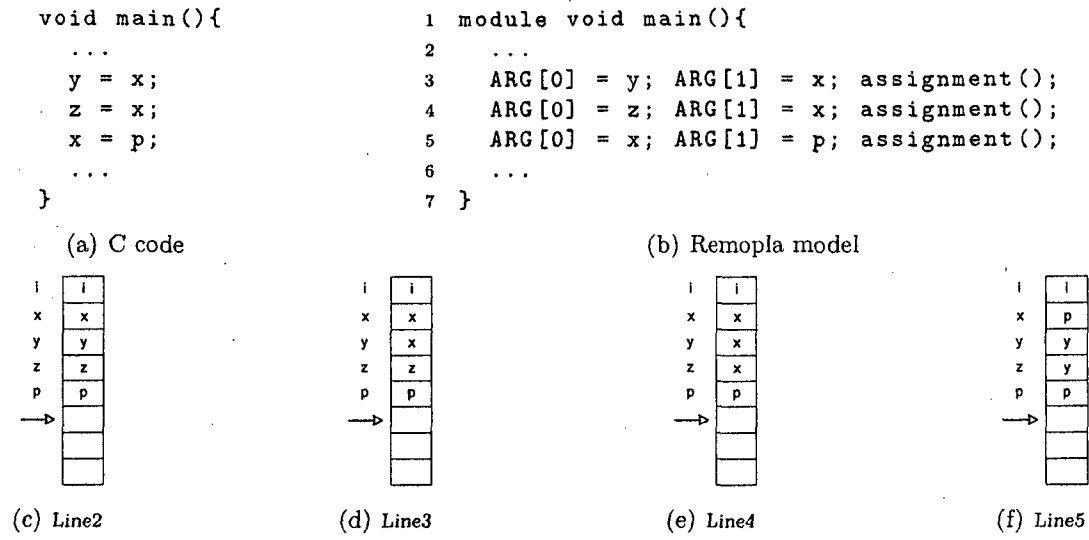 void main(){
...
y = x;
z = x;
x = p;
...
}
(a) C code
1 module void main(){
2 ...
3 ARG[0] = y; ARG[1] = x; assignment();
4 ARG[0] = z; ARG[1] = x; assignment();
5 ARG[0] = x; ARG[1] = p; assignment();
6 ...
7 }
(b) Remopla model
i i
x x
y y
z z
p p
(c) Line2
i i
x x
y x
z z
p p
(d) Line3
i i
x x
y x
z x
p p
(e) Line4
i i
x p
y y
z y
p p
(f) Line5